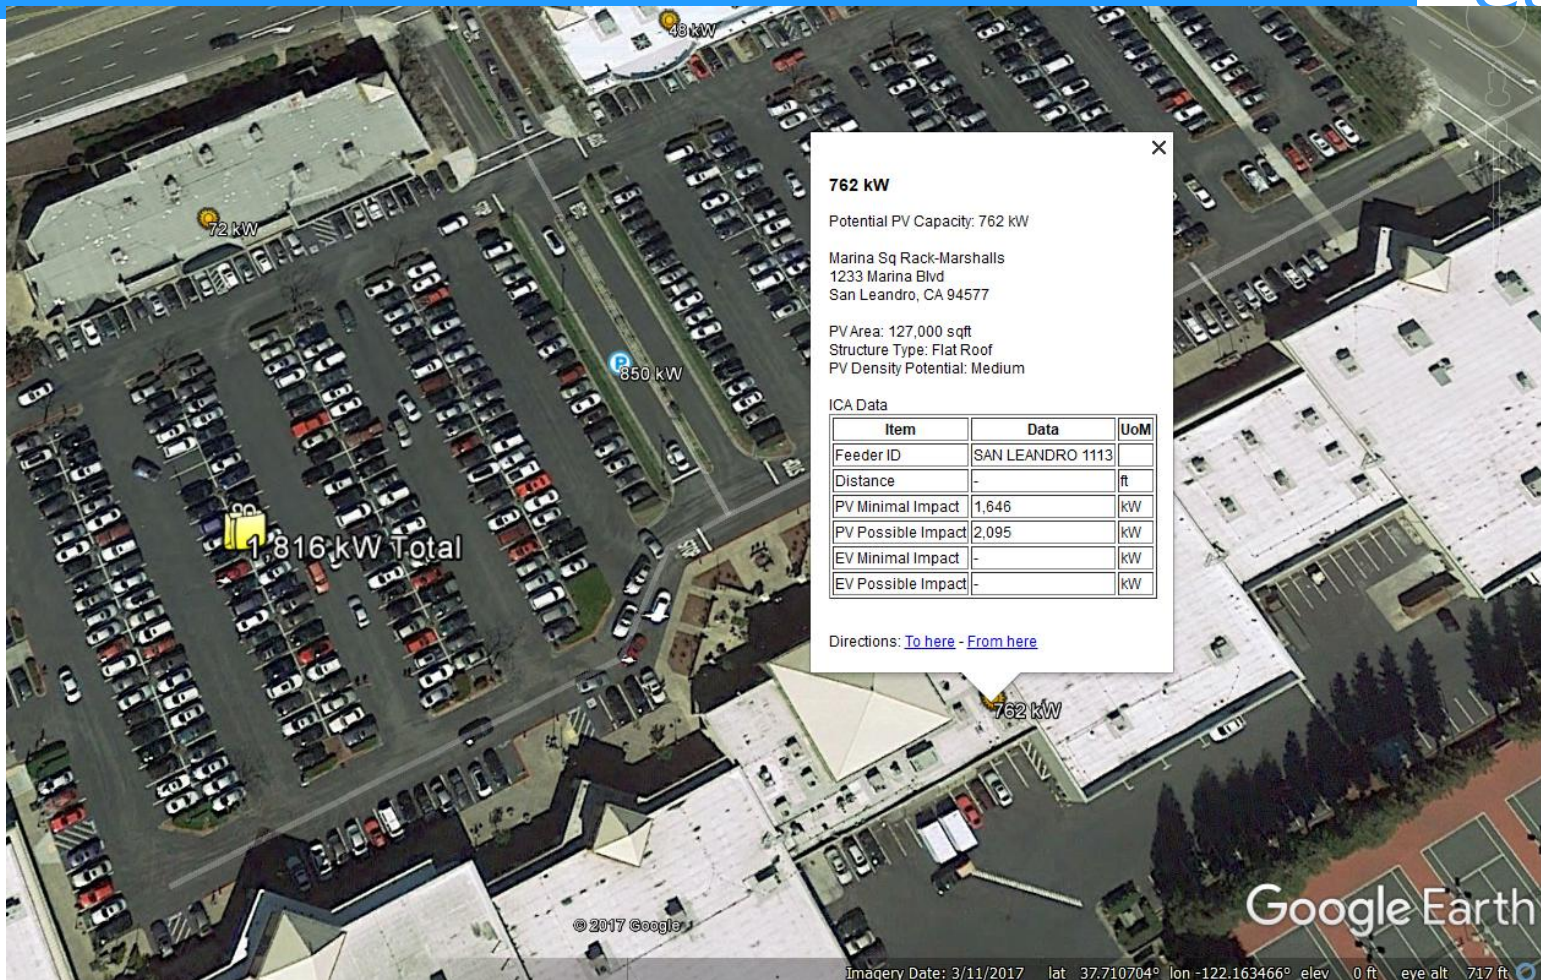 48 kW
72 kW
850 kW
1,816 kW Total
762 kW
Potential PV Capacity: 762 kW
Marina Sq Rack-Marshalls
1233 Marina Blvd
San Leandro, CA 94577
PV Area: 127,000 sqft
Structure Type: Flat Roof
PV Density Potential: Medium
ICA Data
Item Data UoM
Feeder ID SAN LEANDRO 1113
Distance - ft
PV Minimal Impact 1,646 kW
PV Possible Impact 2,095 kW
EV Minimal Impact - kW
EV Possible Impact - kW
Directions: To here - From here
762 kW
© 2017 Google
Google Earth
Imagery Date: 3/11/2017 lat 37.710704° lon -122.163466° elev 0 ft eye alt 717 ft